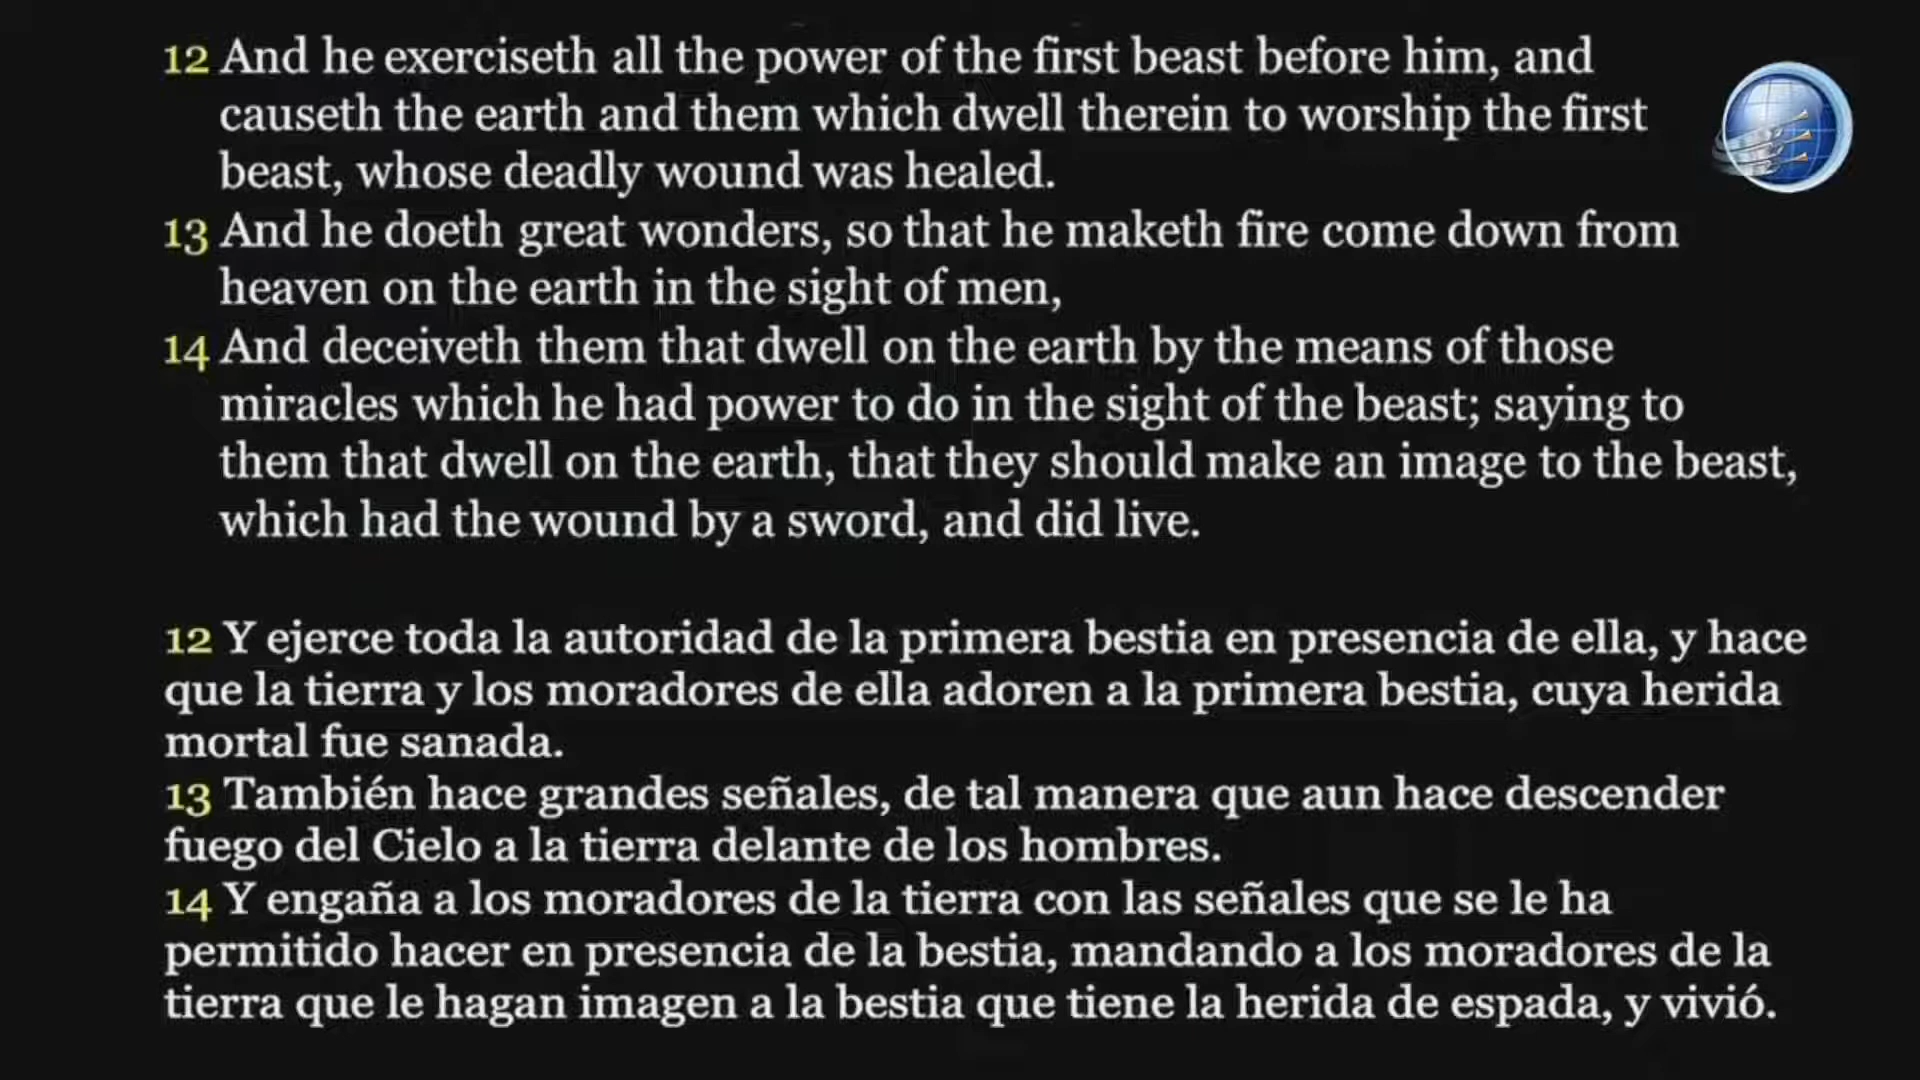 12 And he exerciseth all the power of the first beast before him, and
causeth the earth and them which dwell therein to worship the first
beast, whose deadly wound was healed.
13 And he doeth great wonders, so that he maketh fire come down from
heaven on the earth in the sight of men,
14 And deceiveth them that dwell on the earth by the means of those
miracles which he had power to do in the sight of the beast; saying to
them that dwell on the earth, that they should make an image to the beast,
which had the wound by a sword, and did live.
12 Y ejerce toda la autoridad de la primera bestia en presencia de ella, y hace
que la tierra y los moradores de ella adoren a la primera bestia, cuya herida
mortal fue sanada.
13 También hace grandes señales, de tal manera que aun hace descender
fuego del Cielo a la tierra delante de los hombres.
14 Y engaña a los moradores de la tierra con las señales que se le ha
permitido hacer en presencia de la bestia, mandando a los moradores de la
tierra que le hagan imagen a la bestia que tiene la herida de espada, y vivió.